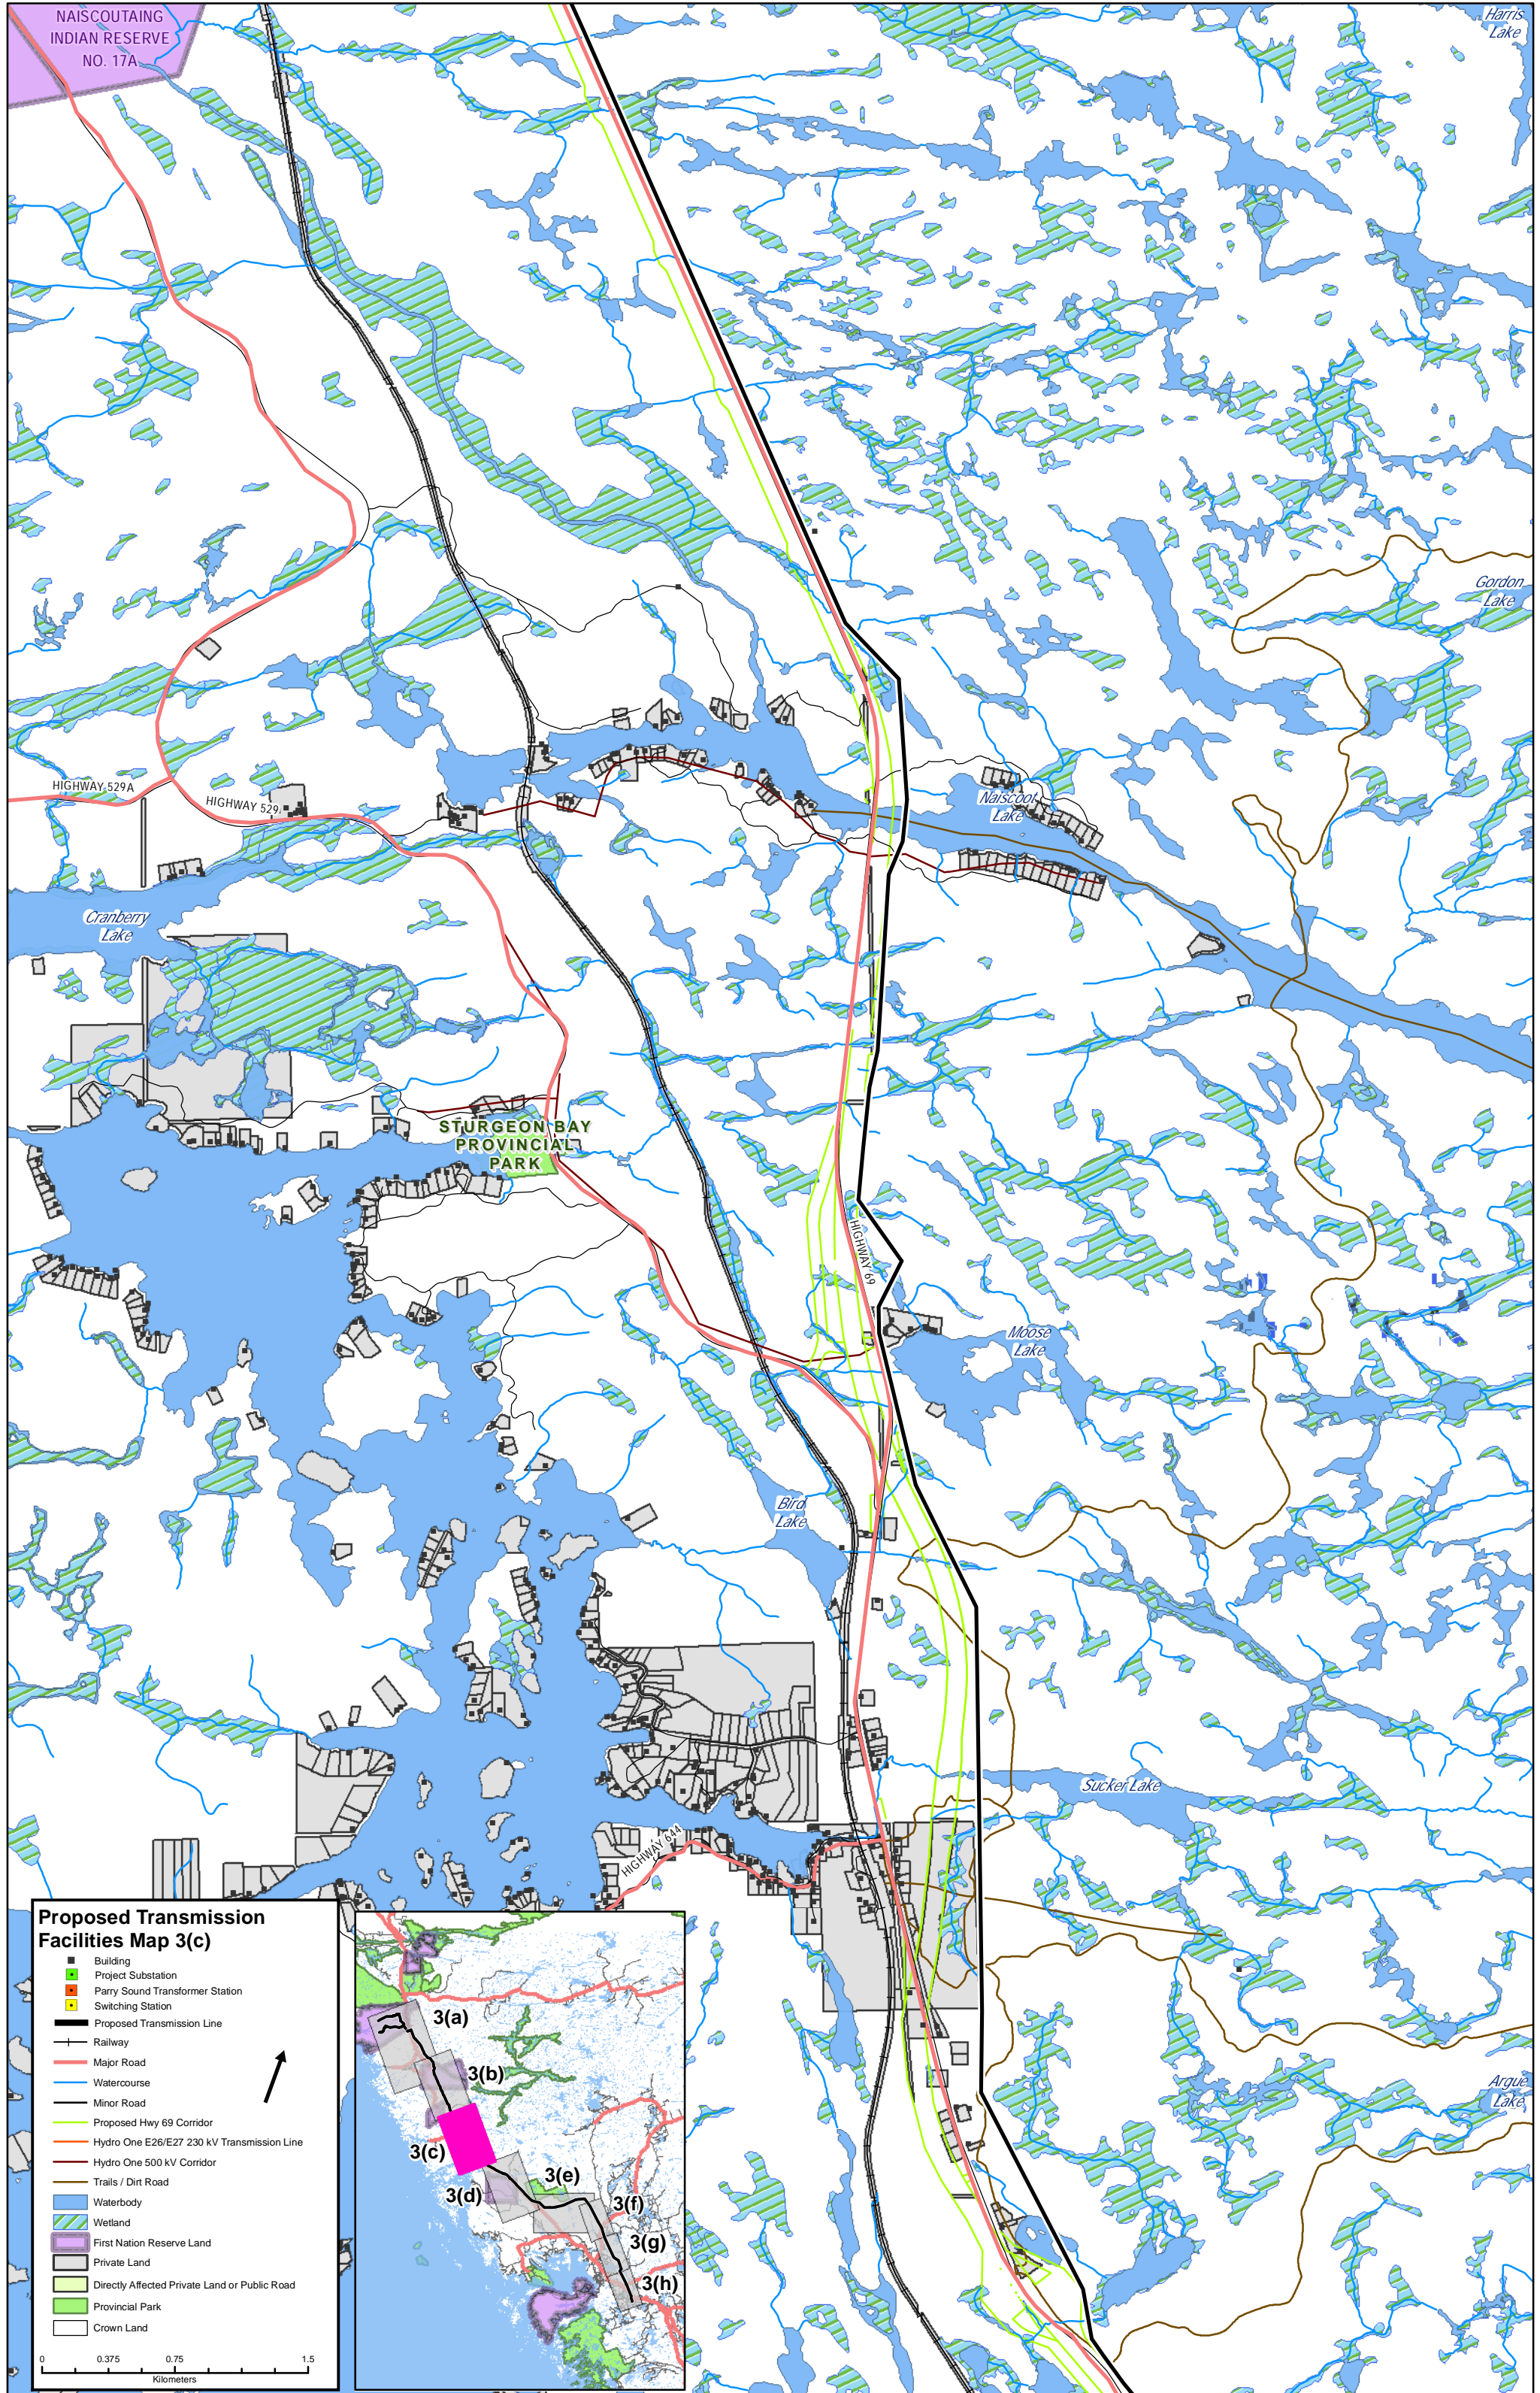 NAISCOUTAING
INDIAN RESERVE
NO. 17A
Harris
Lake
Gordon
Lake
HIGHWAY 529A
HIGHWAY 529
Naiscoot
Lake
Cranberry
Lake
STURGEON BAY
PROVINCIAL
PARK
HIGHWAY 69
Moose
Lake
Bird
Lake
Sucker Lake
HIGHWAY 644
Argue
Lake
Proposed Transmission
Facilities Map 3(c)
Building
Project Substation
Parry Sound Transformer Station
Switching Station
Proposed Transmission Line
Railway
Major Road
Watercourse
Minor Road
Proposed Hwy 69 Corridor
Hydro One E26/E27 230 kV Transmission Line
Hydro One 500 kV Corridor
Trails / Dirt Road
Waterbody
Wetland
First Nation Reserve Land
Private Land
Directly Affected Private Land or Public Road
Provincial Park
Crown Land
0 0.375 0.75 1.5
Kilometers
3(a)
3(b)
3(c)
3(d)
3(e)
3(f)
3(g)
3(h)